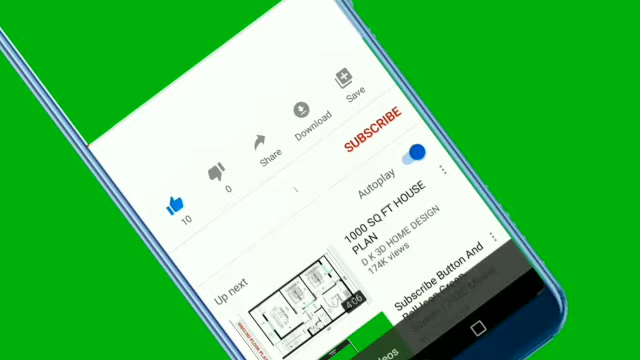 10
0
Share
Download
Save
SUBSCRIBE
Autoplay
Up next
4:06
1000 SQ FT HOUSE
PLAN
D K 3D HOME DESIGN
174K views
Subscribe Button And